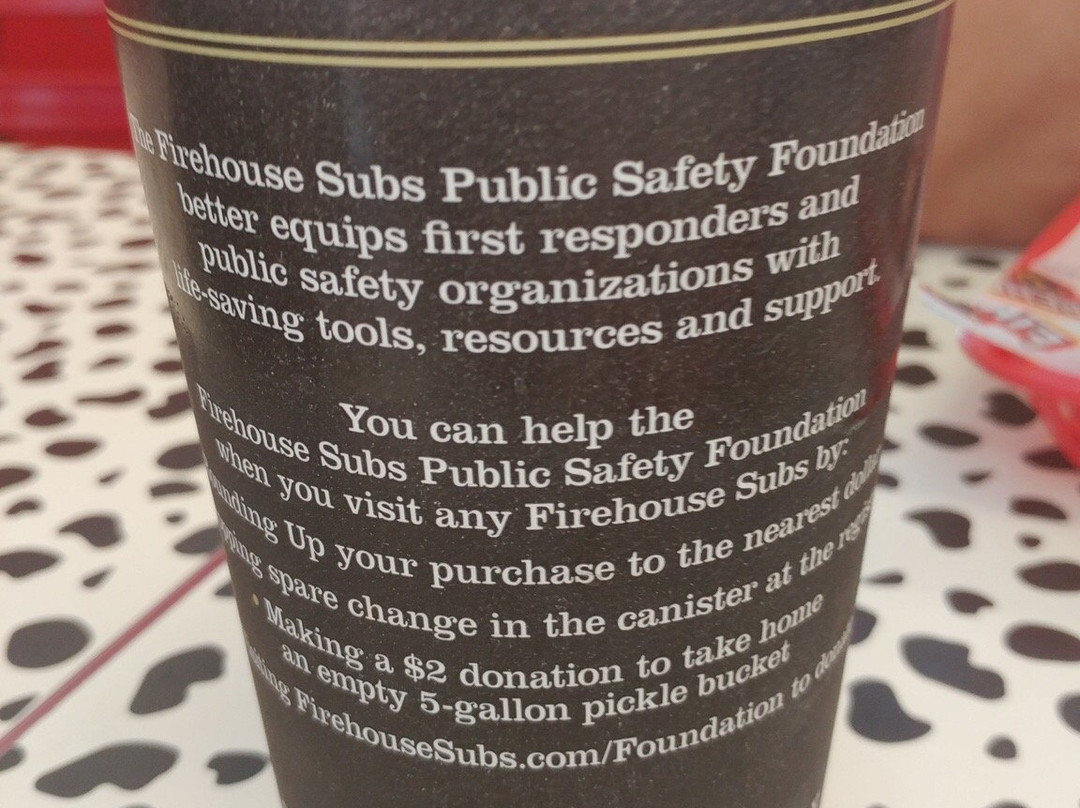 The Firehouse Subs Public Safety Foundation
better equips first responders and
public safety organizations with
life-saving tools, resources and support.
You can help the
Firehouse Subs Public Safety Foundation
when you visit any Firehouse Subs by:
Up your purchase to the nearest
spare change in the canister at the
• Making a $2 donation to take home
an empty 5-gallon pickle bucket
FirehouseSubs.com/Foundation to